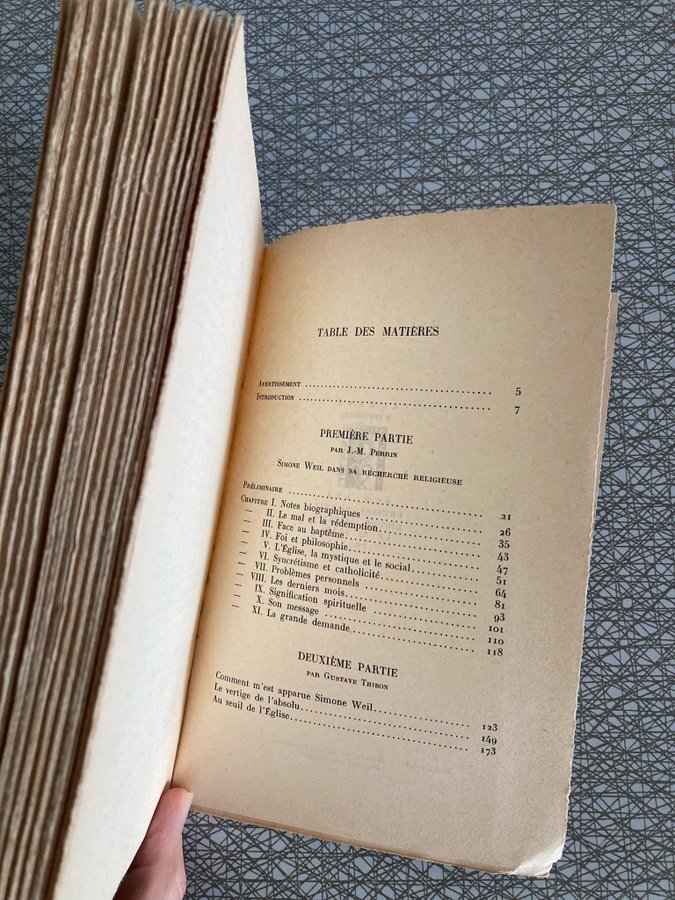 TABLE DES MATIÈRES
AVERTISSEMENT ........ 5
INTRODUCTION ........ 7
PREMIÈRE PARTIE
PAR J.-M. PERRIN
SIMONE WEIL DANS SA RECHERCHE RELIGIEUSE
PRÉLIMINAIRE ........ 21
CHAPITRE I. Notes biographiques ........ 26
— II. Le mal et la rédemption ........ 35
— III. Face au baptême ........ 43
— IV. Foi et philosophie ........ 47
— V. L'Église, la mystique et le social ........ 51
— VI. Syncrétisme et catholicité ........ 64
— VII. Problèmes personnels ........ 81
— VIII. Les derniers mois ........ 93
— IX. Signification spirituelle ........ 101
— X. Son message ........ 110
— XI. La grande demande ........ 118
DEUXIÈME PARTIE
PAR GUSTAVE THIBON
Comment m'est apparue Simone Weil ........ 123
Le vertige de l'absolu ........ 149
Au seuil de l'Église ........ 173